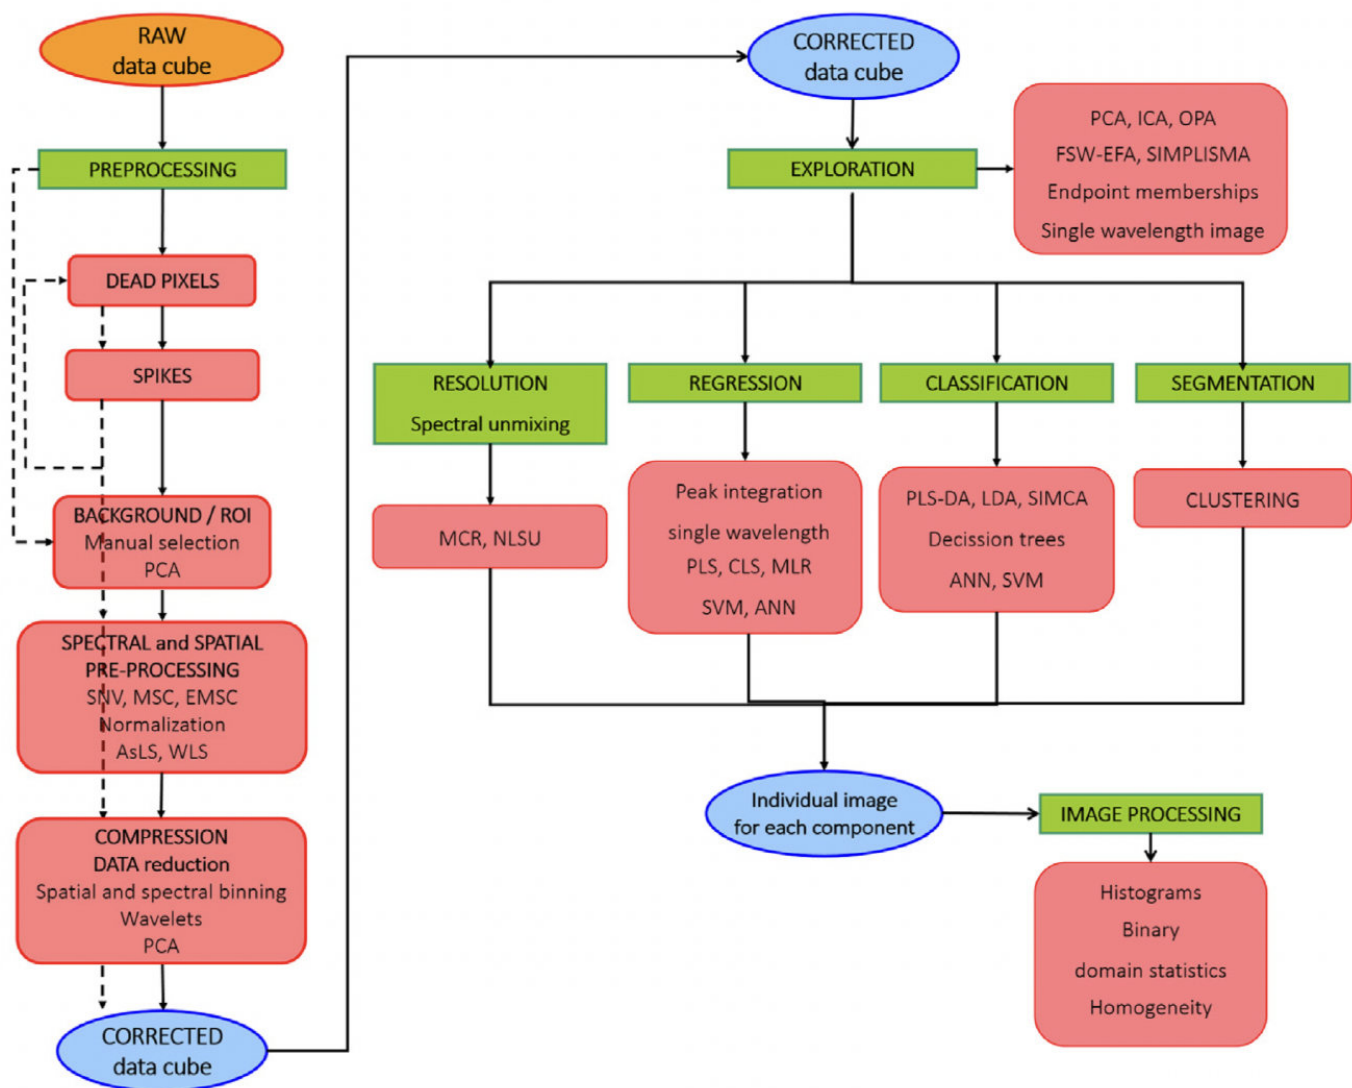 RAW
data cube
PREPROCESSING
DEAD PIXELS
SPIKES
BACKGROUND / ROI
Manual selection
PCA
SPECTRAL and SPATIAL
PRE-PROCESSING
SNV, MSC, EMSC
Normalization
AsLS, WLS
COMPRESSION
DATA reduction
Spatial and spectral binning
Wavelets
PCA
CORRECTED
data cube
CORRECTED
data cube
EXPLORATION
PCA, ICA, OPA
FSW-EFA, SIMPLISMA
Endpoint memberships
Single wavelength image
RESOLUTION
Spectral unmixing
MCR, NLSU
REGRESSION
Peak integration
single wavelength
PLS, CLS, MLR
SVM, ANN
CLASSIFICATION
PLS-DA, LDA, SIMCA
Decission trees
ANN, SVM
SEGMENTATION
CLUSTERING
Individual image
for each component
IMAGE PROCESSING
Histograms
Binary
domain statistics
Homogeneity